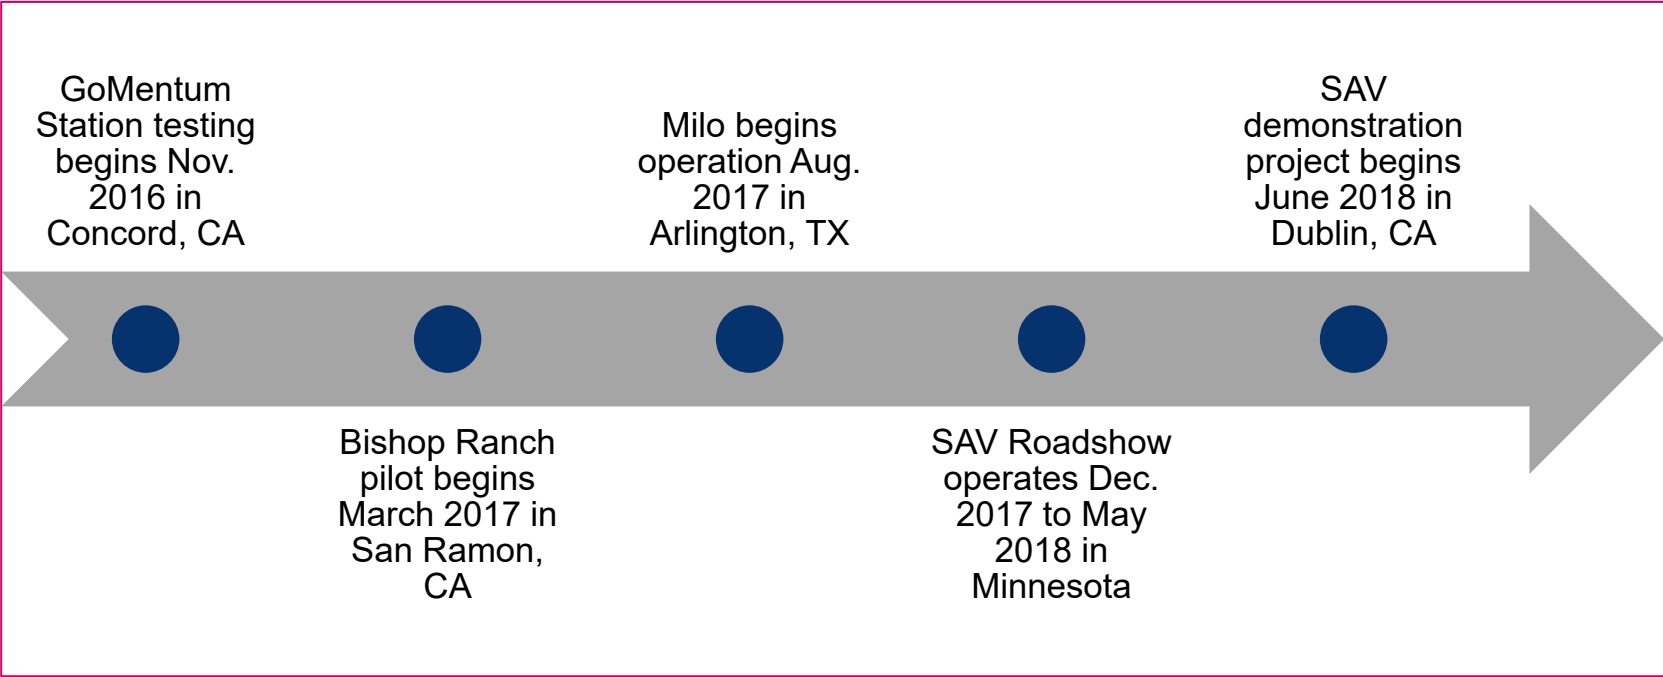 GoMentum
Station testing
begins Nov.
2016 in
Concord, CA
Bishop Ranch
pilot begins
March 2017 in
San Ramon,
CA
Milo begins
operation Aug.
2017 in
Arlington, TX
SAV Roadshow
operates Dec.
2017 to May
2018 in
Minnesota
SAV
demonstration
project begins
June 2018 in
Dublin, CA